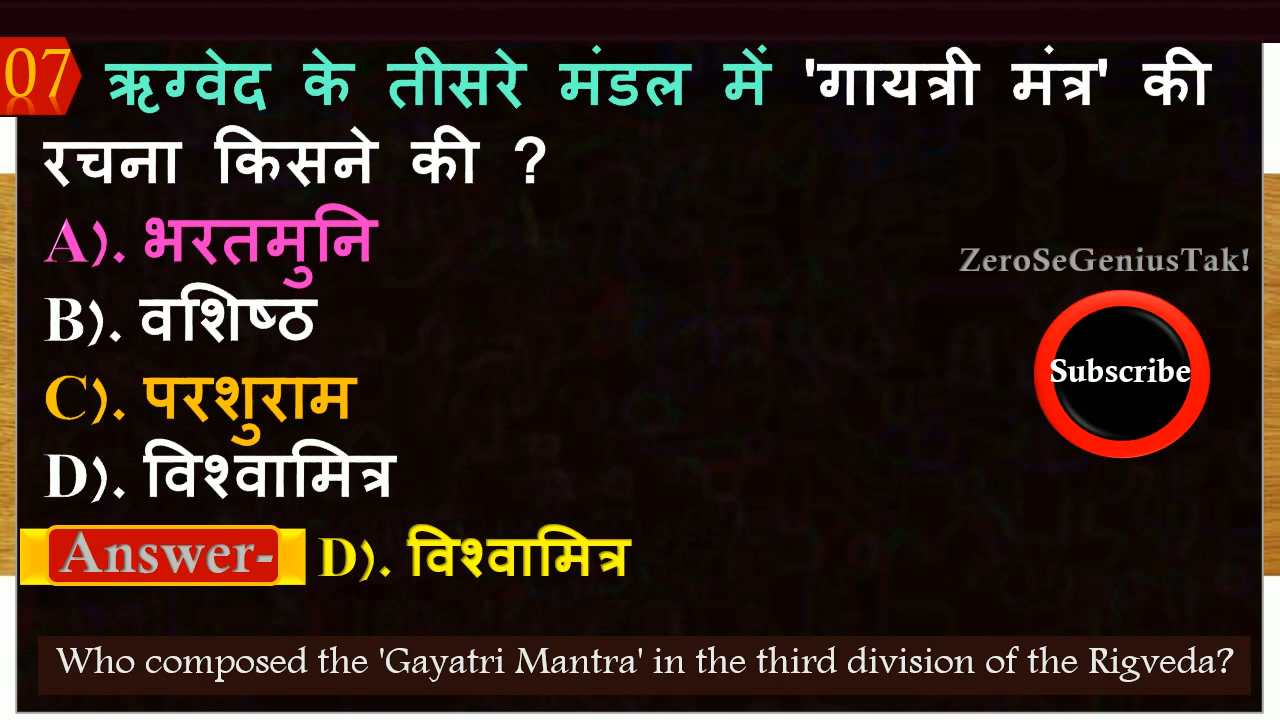 07 ऋग्वेद के तीसरे मंडल में 'गायत्री मंत्र' की
रचना किसने की ?
A). भरतमुनि
B). वशिष्ठ
ZeroSeGeniusTak!
C). परशुराम
Subscribe
D). विश्वामित्र
Answer- D). विश्वामित्र
Who composed the 'Gayatri Mantra' in the third division of the Rigveda?